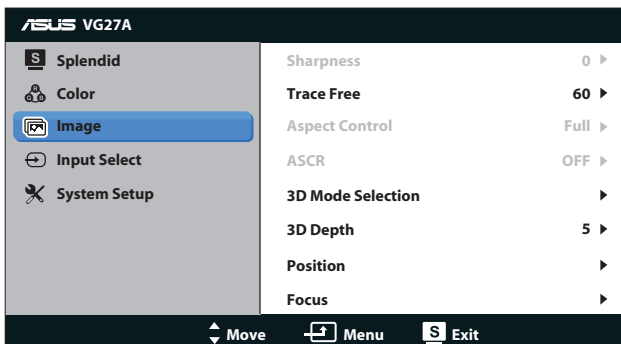 ASUS VG27A
S Splendid
Color
Image
Input Select
System Setup
Sharpness 0
Trace Free 60
Aspect Control Full
ASCR OFF
3D Mode Selection
3D Depth 5
Position
Focus
Move Menu S Exit